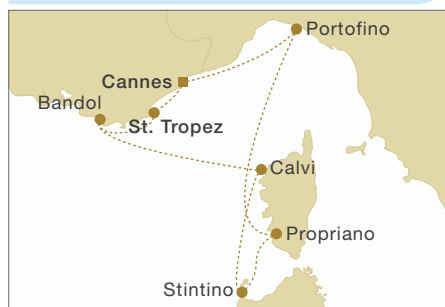 Portofino
Cannes
Bandol
St. Tropez
Calvi
Propriano
Stintino